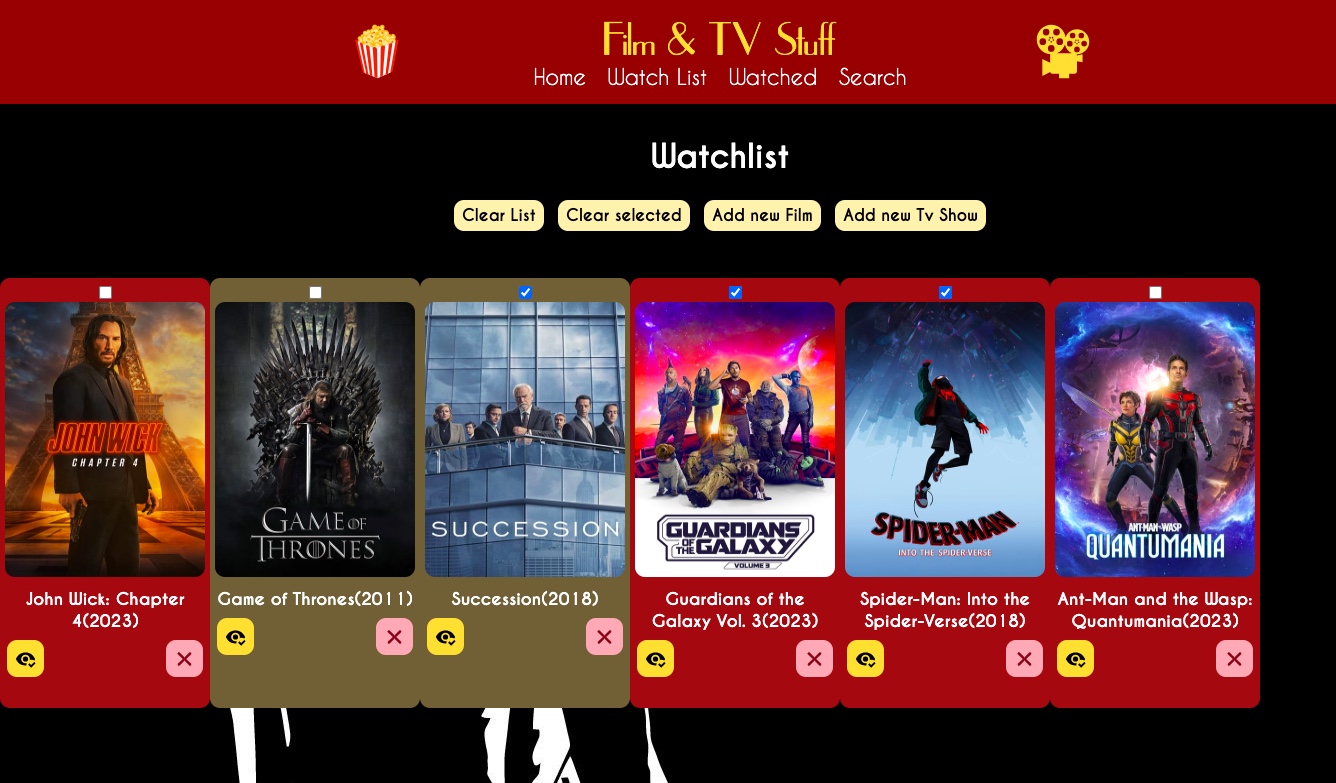 Film & TV Stuff
Home Watch List Watched Search
Watchlist
Clear List Clear selected Add new Film Add new Tv Show
JOHN WICK
CHAPTER 4
GAME OF
THRONES
SUCCESSION
GUARDIANS
OF THE GALAXY
VOLUME 3
SPIDER-MAN
INTO THE SPIDER-VERSE
ANT-MAN AND THE WASP
QUANTUMANIA
John Wick: Chapter
4(2023)
Game of Thrones(2011)
Succession(2018)
Guardians of the
Galaxy Vol. 3(2023)
Spider-Man: Into the
Spider-Verse(2018)
Ant-Man and the Wasp:
Quantumania(2023)